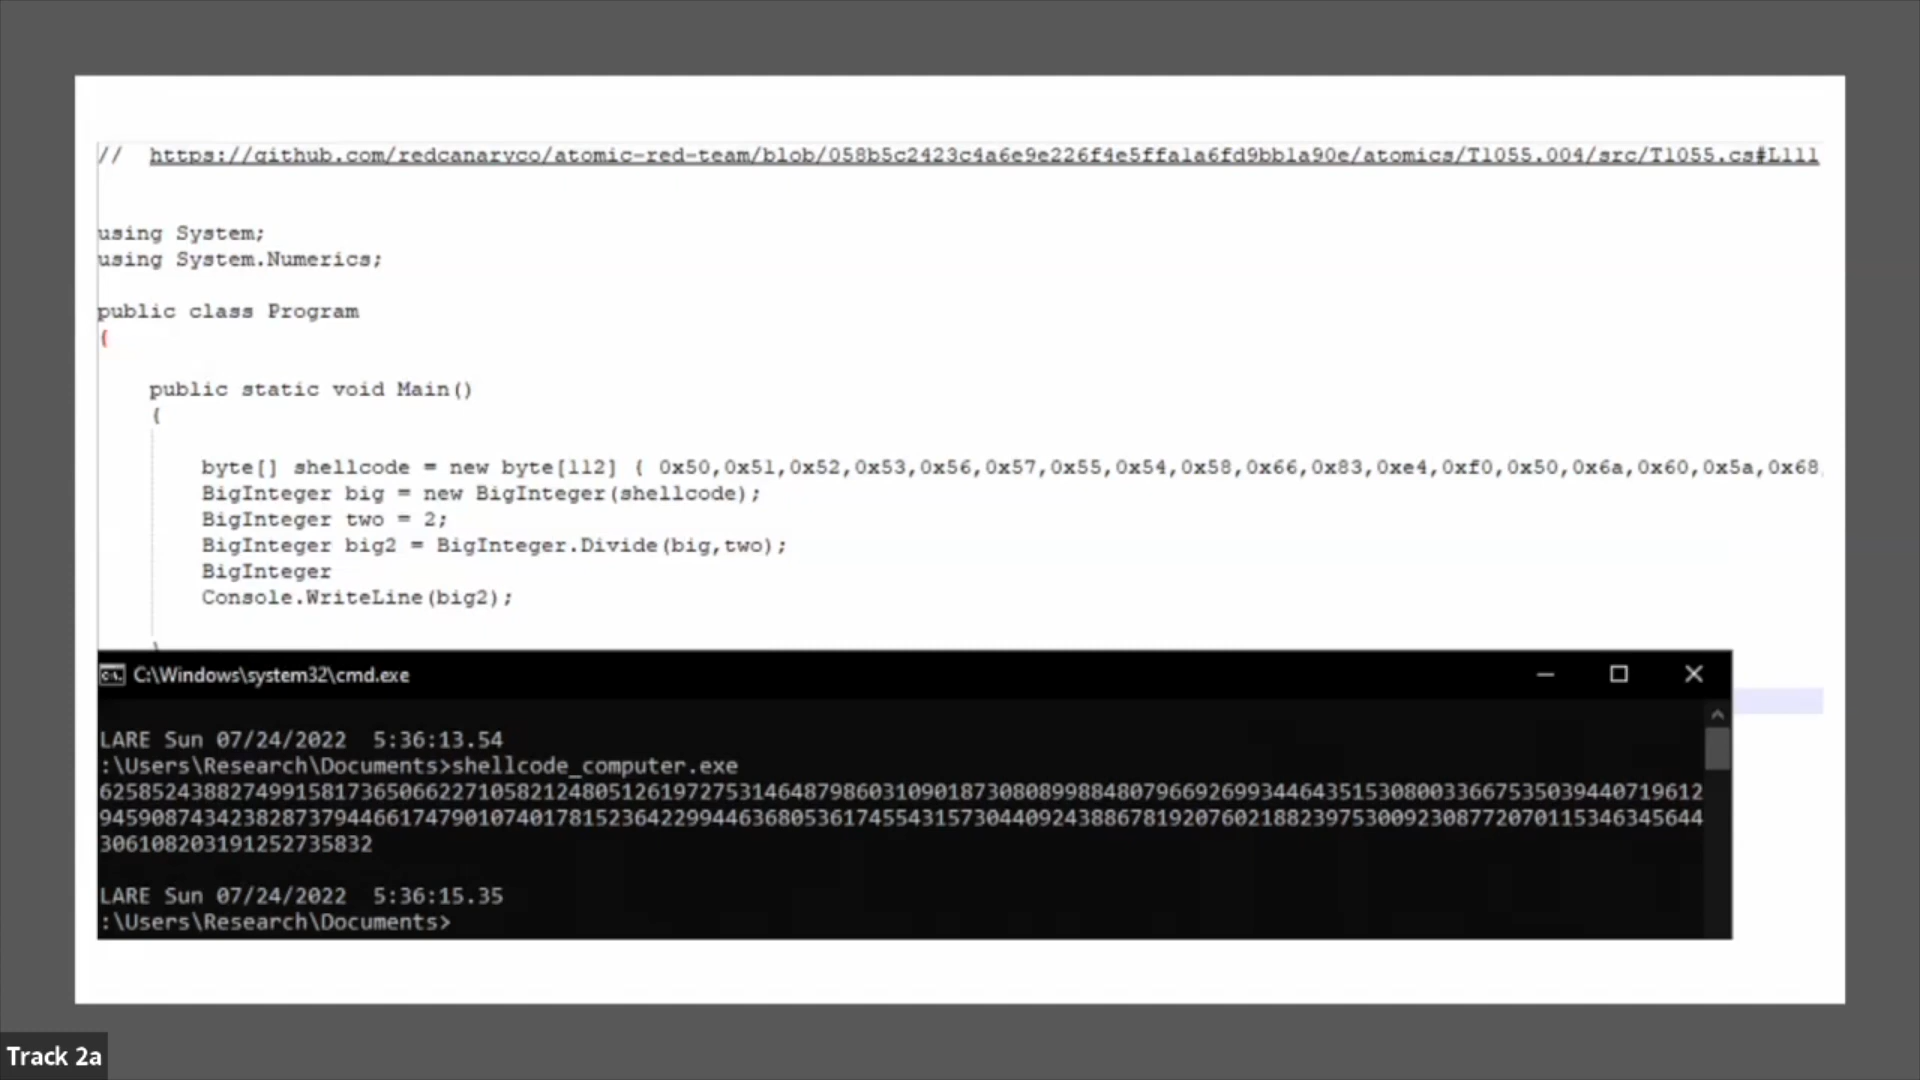 // https://github.com/redcanaryco/atomic-red-team/blob/058b5c2423c4a6e9e226f4e5ffa1a6fd9bb1a90e/atomics/T1055.004/src/T1055.cs#L111
using System;
using System.Numerics;
public class Program
{
public static void Main()
{
byte[] shellcode = new byte[112] { 0x50,0x51,0x52,0x53,0x56,0x57,0x55,0x54,0x58,0x66,0x83,0xe4,0xf0,0x50,0x6a,0x60,0x5a,0x68,
BigInteger big = new BigInteger(shellcode);
BigInteger two = 2;
BigInteger big2 = BigInteger.Divide(big,two);
BigInteger
Console.WriteLine(big2);
C:\Windows\system32\cmd.exe
LARE Sun 07/24/2022 5:36:13.54
:\Users\Research\Documents>shellcode_computer.exe
625852438827499158173650662271058212480512619727531464879860310901873080899884807966926993446435153080033667535039440719612
945908743423828737944661747901074017815236422994463680536174554315730440924388678192076021882397530092308772070115346345644
306108203191252735832
LARE Sun 07/24/2022 5:36:15.35
:\Users\Research\Documents>
Track 2a